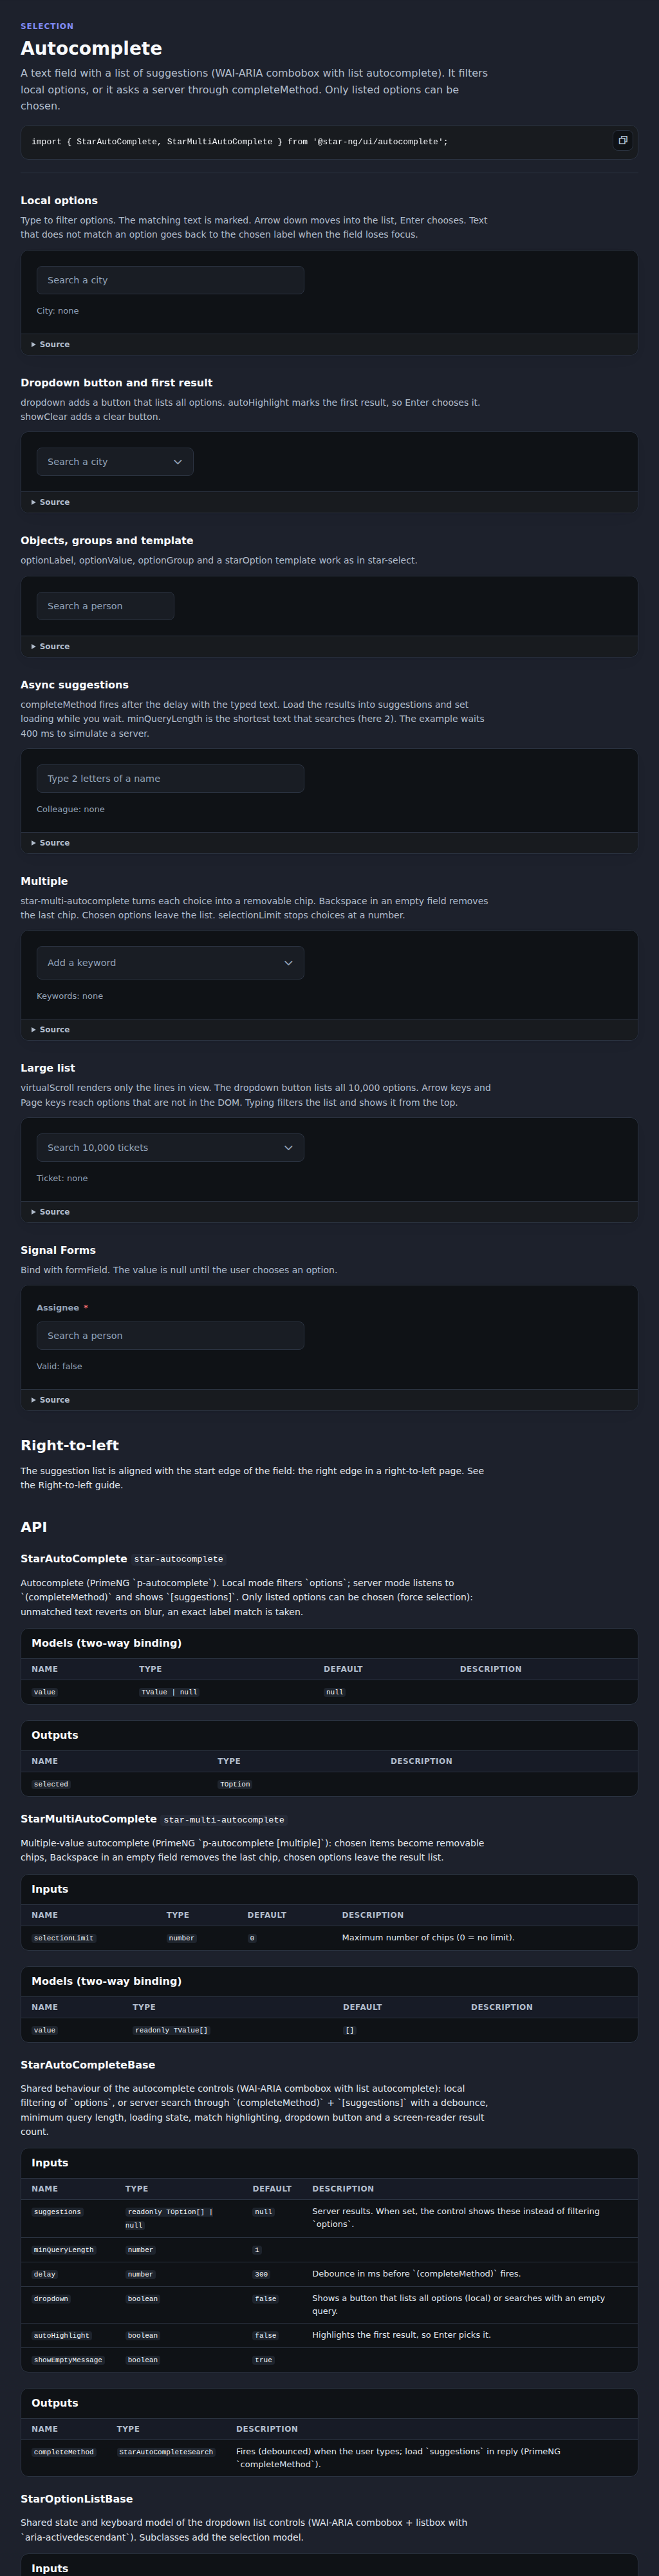 SELECTION
Autocomplete
A text field with a list of suggestions (WAI-ARIA combobox with list autocomplete). It filters
local options, or it asks a server through completeMethod. Only listed options can be
chosen.
import { StarAutoComplete, StarMultiAutoComplete } from '@star-ng/ui/autocomplete';
Local options
Type to filter options. The matching text is marked. Arrow down moves into the list, Enter chooses. Text
that does not match an option goes back to the chosen label when the field loses focus.
Search a city
City: none
Source
Dropdown button and first result
dropdown adds a button that lists all options. autoHighlight marks the first result, so Enter chooses it.
showClear adds a clear button.
Search a city
Source
Objects, groups and template
optionLabel, optionValue, optionGroup and a starOption template work as in star-select.
Search a person
Source
Async suggestions
completeMethod fires after the delay with the typed text. Load the results into suggestions and set
loading while you wait. minQueryLength is the shortest text that searches (here 2). The example waits
400 ms to simulate a server.
Type 2 letters of a name
Colleague: none
Source
Multiple
star-multi-autocomplete turns each choice into a removable chip. Backspace in an empty field removes
the last chip. Chosen options leave the list. selectionLimit stops choices at a number.
Add a keyword
Keywords: none
Source
Large list
virtualScroll renders only the lines in view. The dropdown button lists all 10,000 options. Arrow keys and
Page keys reach options that are not in the DOM. Typing filters the list and shows it from the top.
Search 10,000 tickets
Ticket: none
Source
Signal Forms
Bind with formField. The value is null until the user chooses an option.
Assignee *
Search a person
Valid: false
Source
Right-to-left
The suggestion list is aligned with the start edge of the field: the right edge in a right-to-left page. See
the Right-to-left guide.
API
StarAutoComplete star-autocomplete
Autocomplete (PrimeNG `p-autocomplete`). Local mode filters `options`; server mode listens to
`(completeMethod)` and shows `[suggestions]`. Only listed options can be chosen (force selection):
unmatched text reverts on blur, an exact label match is taken.
Models (two-way binding)
NAME TYPE DEFAULT DESCRIPTION
value TValue | null null
Outputs
NAME TYPE DESCRIPTION
selected TOption
StarMultiAutoComplete star-multi-autocomplete
Multiple-value autocomplete (PrimeNG `p-autocomplete [multiple]`): chosen items become removable
chips, Backspace in an empty field removes the last chip, chosen options leave the result list.
Inputs
NAME TYPE DEFAULT DESCRIPTION
selectionLimit number 0 Maximum number of chips (0 = no limit).
Models (two-way binding)
NAME TYPE DEFAULT DESCRIPTION
value readonly TValue[] []
StarAutoCompleteBase
Shared behaviour of the autocomplete controls (WAI-ARIA combobox with list autocomplete): local
filtering of `options`, or server search through `(completeMethod)` + `[suggestions]` with a debounce,
minimum query length, loading state, match highlighting, dropdown button and a screen-reader result
count.
Inputs
NAME TYPE DEFAULT DESCRIPTION
suggestions readonly TOption[] | null null Server results. When set, the control shows these instead of filtering
`options`.
minQueryLength number 1
delay number 300 Debounce in ms before `(completeMethod)` fires.
dropdown boolean false Shows a button that lists all options (local) or searches with an empty
query.
autoHighlight boolean false Highlights the first result, so Enter picks it.
showEmptyMessage boolean true
Outputs
NAME TYPE DESCRIPTION
completeMethod StarAutoCompleteSearch Fires (debounced) when the user types; load `suggestions` in reply (PrimeNG
`completeMethod`).
StarOptionListBase
Shared state and keyboard model of the dropdown list controls (WAI-ARIA combobox + listbox with
`aria-activedescendant`). Subclasses add the selection model.
Inputs